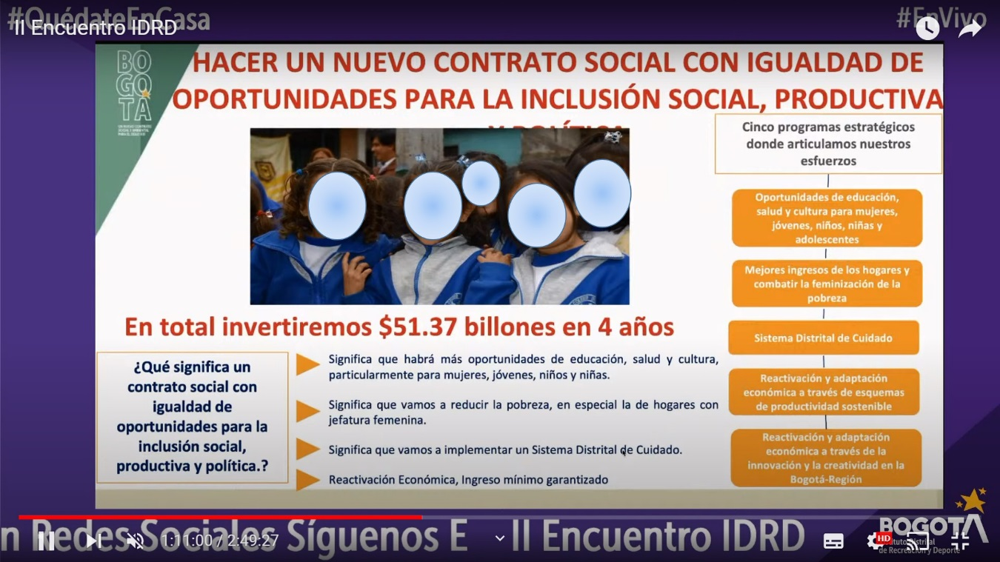 #QuédateEnCasa
#EnVivo
II Encuentro IDRD
BO
GO
TA
UN NUEVO CONTRATO
SOCIAL Y AMBIENTAL
PARA EL SIGLO XXI
HACER UN NUEVO CONTRATO SOCIAL CON IGUALDAD DE
OPORTUNIDADES PARA LA INCLUSIÓN SOCIAL, PRODUCTIVA
Y POLÍTICA
Cinco programas estratégicos
donde articulamos nuestros
esfuerzos
Oportunidades de educación,
salud y cultura para mujeres,
jóvenes, niños, niñas y
adolescentes
Mejores ingresos de los hogares y
combatir la feminización de la
pobreza
Sistema Distrital de Cuidado
Reactivación y adaptación
económica a través de esquemas
de productividad sostenible
Reactivación y adaptación
económica a través de la
innovación y la creatividad en la
Bogotá-Región
En total invertiremos $51.37 billones en 4 años
¿Qué significa un
contrato social con
igualdad de
oportunidades para la
inclusión social,
productiva y política.?
Significa que habrá más oportunidades de educación, salud y cultura,
particularmente para mujeres, jóvenes, niños y niñas.
Significa que vamos a reducir la pobreza, en especial la de hogares con
jefatura femenina.
Significa que vamos a implementar un Sistema Distrital de Cuidado.
Reactivación Económica, Ingreso mínimo garantizado
n Redes Sociales Síguenos E
II Encuentro IDRD
1:11:00 / 2:49:27
HD
BOGOTA
de Recreación y Deporte